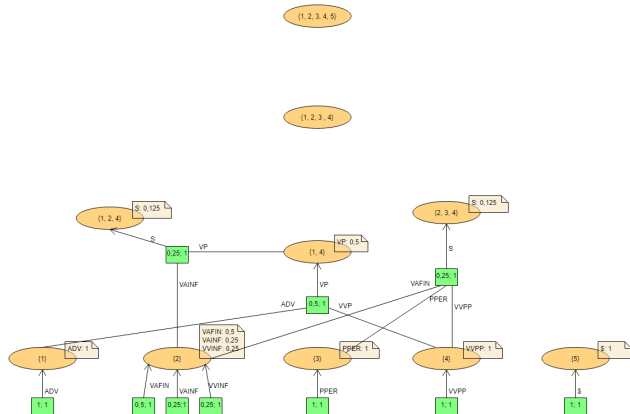 {1, 2, 3, 4, 5}
{1, 2, 3 , 4}
S: 0,125
{1, 2, 4}
S: 0,125
{2, 3, 4}
S
VP
0,25; 1
VP: 0,5
{1, 4}
S
0,25; 1
VAINF
VP
VAFIN
PPER
VVPP
ADV
0,5; 1
VVP
ADV: 1
{1}
VAFIN: 0,5
VAINF: 0,25
VVINF: 0,25
{2}
PPER: 1
{3}
VVPP: 1
{4}
$: 1
{5}
ADV
VAFIN
VAINF
VVINF
PPER
VVPP
$
1; 1
0,5; 1
0,25;1
0,25; 1
1; 1
1; 1
1; 1